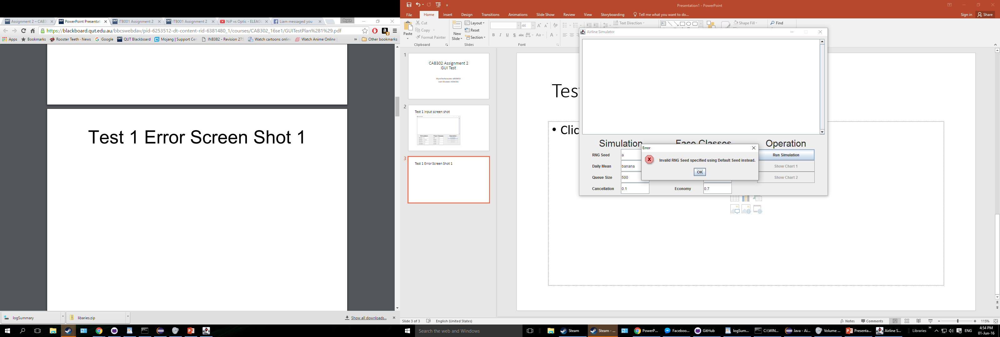 Assignment 2 – CAB3
PowerPoint Presentat
ITB001 Assignment 2
ITB001 Assignment 2
NiP vs Optic - ELEAGU
Liam messaged you
Bryce
https://blackboard.qut.edu.au/bbcswebdav/pid-6253512-dt-content-rid-6381480_1/courses/CAB302_16se1/GUITestPlan%281%29.pdf
Apps
Bookmarks
Rooster Teeth · News
Google
QUT Blackboard
Mojang | Support Cen
INB382 - Revision 275
Watch cartoons online
Watch Anime Online |
»
Other bookmarks
Test 1 Error Screen Shot 1
logSummary
libaries.zip
Show all downloads...
Presentation1 - PowerPoint
File
Home
Insert
Design
Transitions
Animations
Slide Show
Review
View
Storyboarding
Tell me what you want to do...
Sign in
Share
Paste
Cut
Copy
Format Painter
Clipboard
New
Slide
Layout
Reset
Section
Slides
44
B I U S abc AV Aa A
Font
Text Direction
Shape Fill
Find
1
CAB302 Assignment 2
GUI Test
2
Test 1 input screen shot
Simulation
Operation
3
Test 1 Error Screen Shot 1
Tes
• Clic
Airline Simulator
Simulation
Face Classes
Operation
RNG Seed
a
Daily Mean
banana
Queue Size
500
Cancellation
0.1
Economy
0.7
Run Simulation
Show Chart 1
Show Chart 2
Error
Invalid RNG Seed specified using Default Seed instead.
OK
Slide 3 of 3
English (United States)
Notes
Comments
115%
Search the web and Windows
Steam
Steam - ...
PowerP...
Faceboo...
GitHub
logSum...
C:\WIN...
Java - Ai...
Volume ...
Presenta...
Airline S...
Libraries
»
ENG
4:54 PM
01-Jun-16